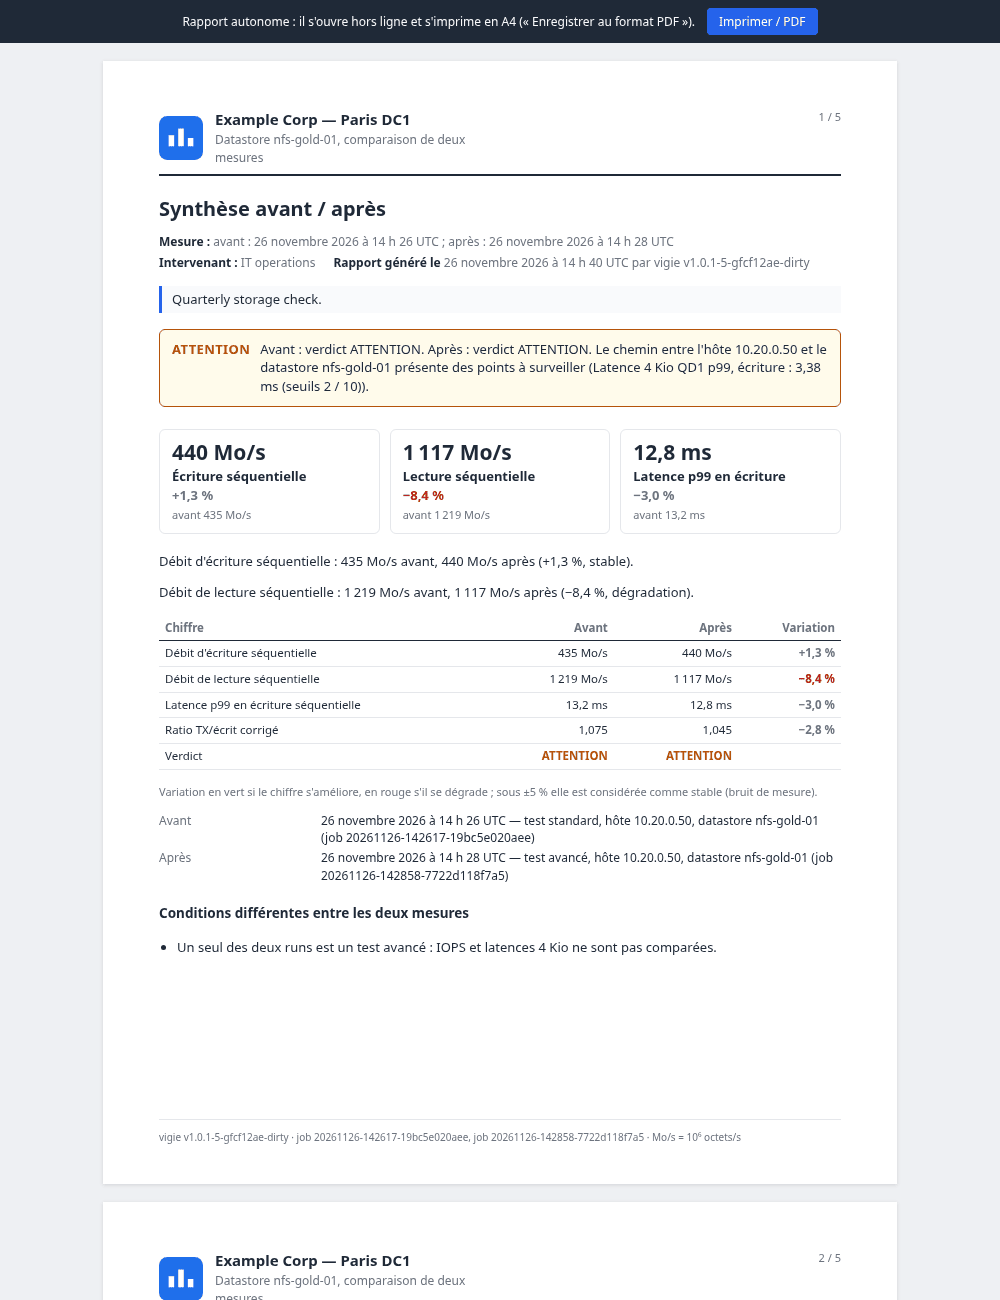 Rapport autonome : il s'ouvre hors ligne et s'imprime en A4 (« Enregistrer au format PDF »). Imprimer / PDF
Example Corp — Paris DC1
1 / 5
Datastore nfs-gold-01, comparaison de deux
mesures
Synthèse avant / après
Mesure : avant : 26 novembre 2026 à 14 h 26 UTC ; après : 26 novembre 2026 à 14 h 28 UTC
Intervenant : IT operations Rapport généré le 26 novembre 2026 à 14 h 40 UTC par vigie v1.0.1-5-gfcf12ae-dirty
Quarterly storage check.
ATTENTION Avant : verdict ATTENTION. Après : verdict ATTENTION. Le chemin entre l'hôte 10.20.0.50 et le
datastore nfs-gold-01 présente des points à surveiller (Latence 4 Kio QD1 p99, écriture : 3,38
ms (seuils 2 / 10)).
440 Mo/s
Écriture séquentielle
+1,3 %
avant 435 Mo/s
1 117 Mo/s
Lecture séquentielle
−8,4 %
avant 1 219 Mo/s
12,8 ms
Latence p99 en écriture
−3,0 %
avant 13,2 ms
Débit d'écriture séquentielle : 435 Mo/s avant, 440 Mo/s après (+1,3 %, stable).
Débit de lecture séquentielle : 1 219 Mo/s avant, 1 117 Mo/s après (−8,4 %, dégradation).
Chiffre Avant Après Variation
Débit d'écriture séquentielle 435 Mo/s 440 Mo/s +1,3 %
Débit de lecture séquentielle 1 219 Mo/s 1 117 Mo/s −8,4 %
Latence p99 en écriture séquentielle 13,2 ms 12,8 ms −3,0 %
Ratio TX/écrit corrigé 1,075 1,045 −2,8 %
Verdict ATTENTION ATTENTION
Variation en vert si le chiffre s'améliore, en rouge s'il se dégrade ; sous ±5 % elle est considérée comme stable (bruit de mesure).
Avant 26 novembre 2026 à 14 h 26 UTC — test standard, hôte 10.20.0.50, datastore nfs-gold-01
(job 20261126-142617-19bc5e020aee)
Après 26 novembre 2026 à 14 h 28 UTC — test avancé, hôte 10.20.0.50, datastore nfs-gold-01 (job
20261126-142858-7722d118f7a5)
Conditions différentes entre les deux mesures
• Un seul des deux runs est un test avancé : IOPS et latences 4 Kio ne sont pas comparées.
vigie v1.0.1-5-gfcf12ae-dirty · job 20261126-142617-19bc5e020aee, job 20261126-142858-7722d118f7a5 · Mo/s = 10⁶ octets/s
Example Corp — Paris DC1
2 / 5
Datastore nfs-gold-01, comparaison de deux
mesures